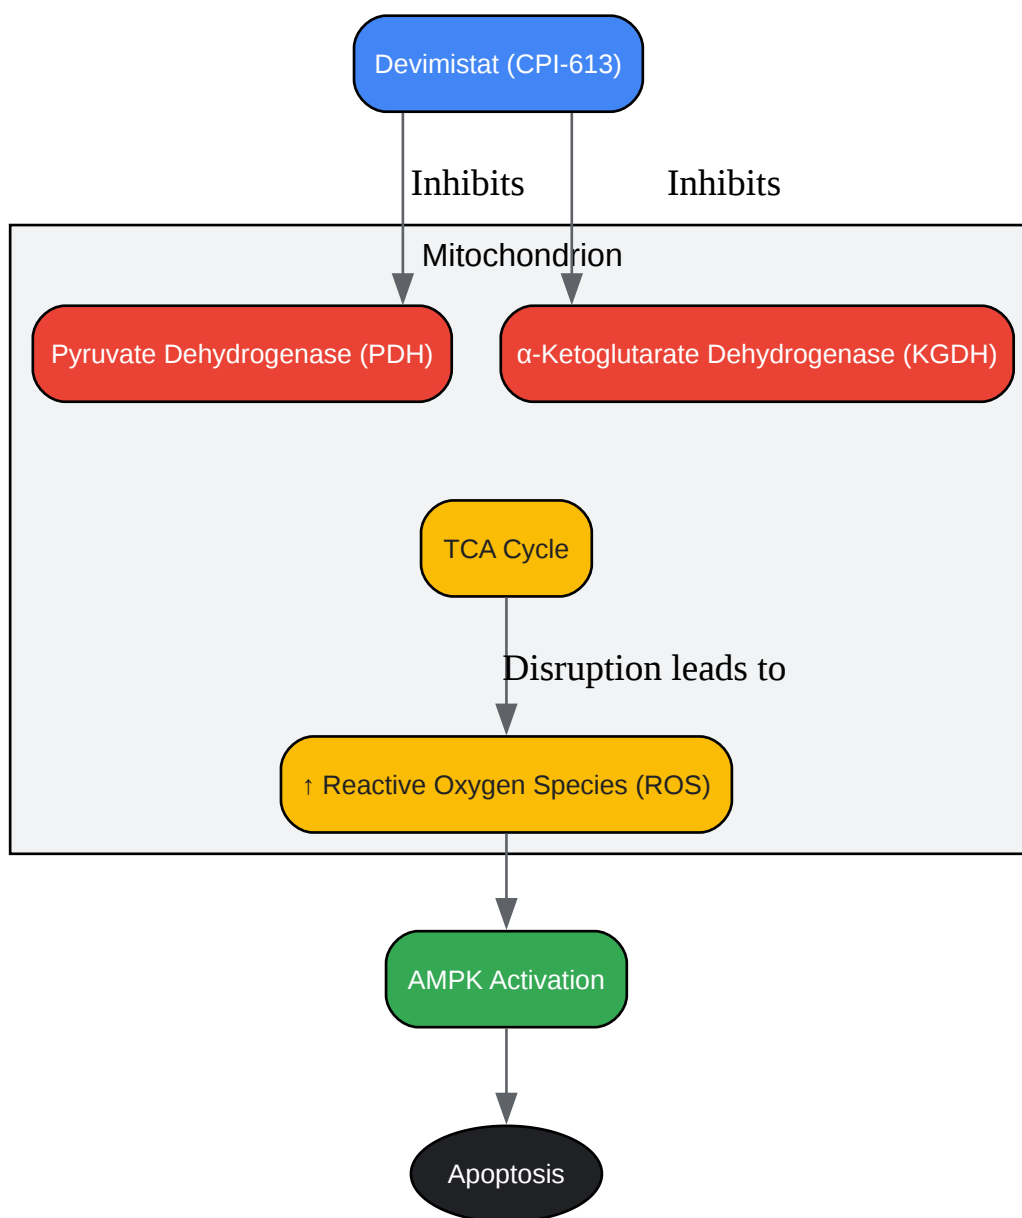 Devimistat (CPI-613)
Inhibits
Inhibits
Mitochondrion
Pyruvate Dehydrogenase (PDH)
α-Ketoglutarate Dehydrogenase (KGDH)
TCA Cycle
Disruption leads to
↑ Reactive Oxygen Species (ROS)
AMPK Activation
Apoptosis